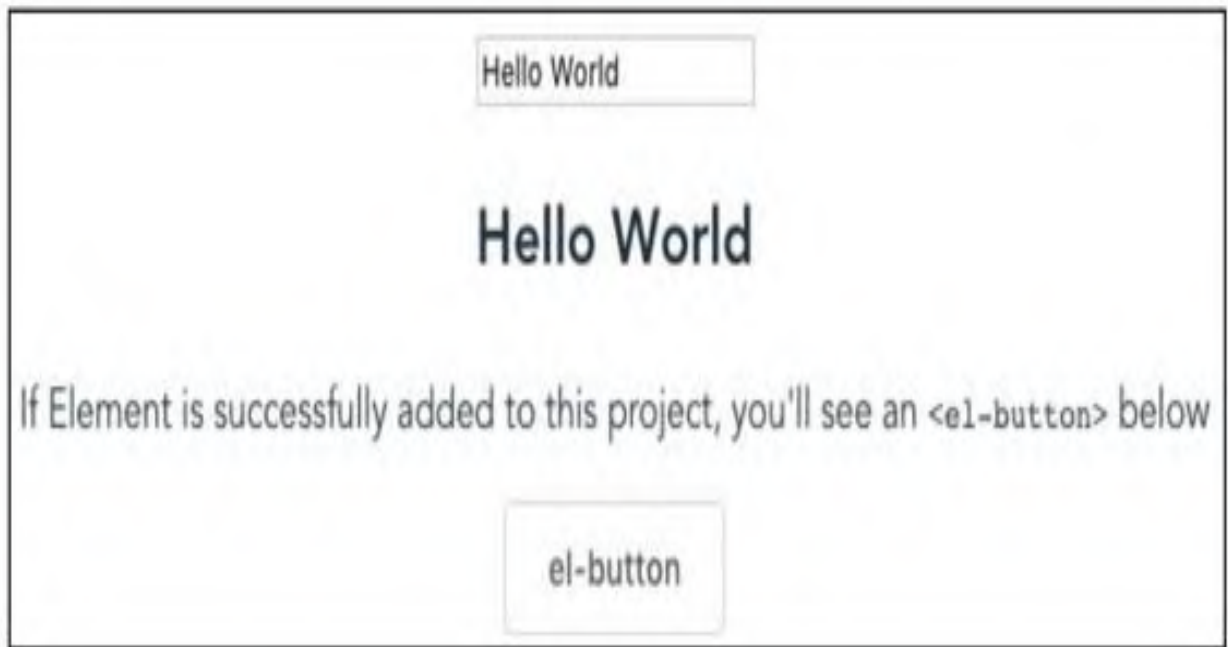 Hello World
Hello World
If Element is successfully added to this project, you'll see an <el-button> below
el-button